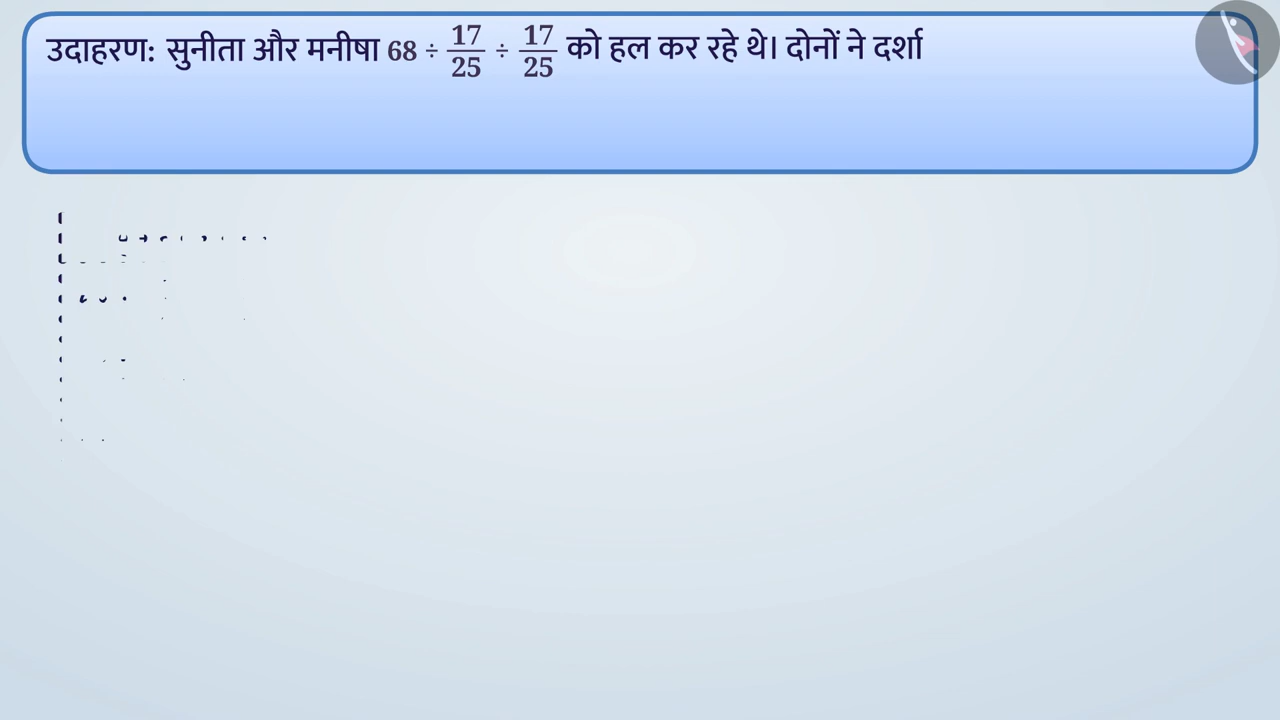 उदाहरण: सुनीता और मनीषा 68 ÷ 17/25 ÷ 17/25 को हल कर रहे थे। दोनों ने दर्शा